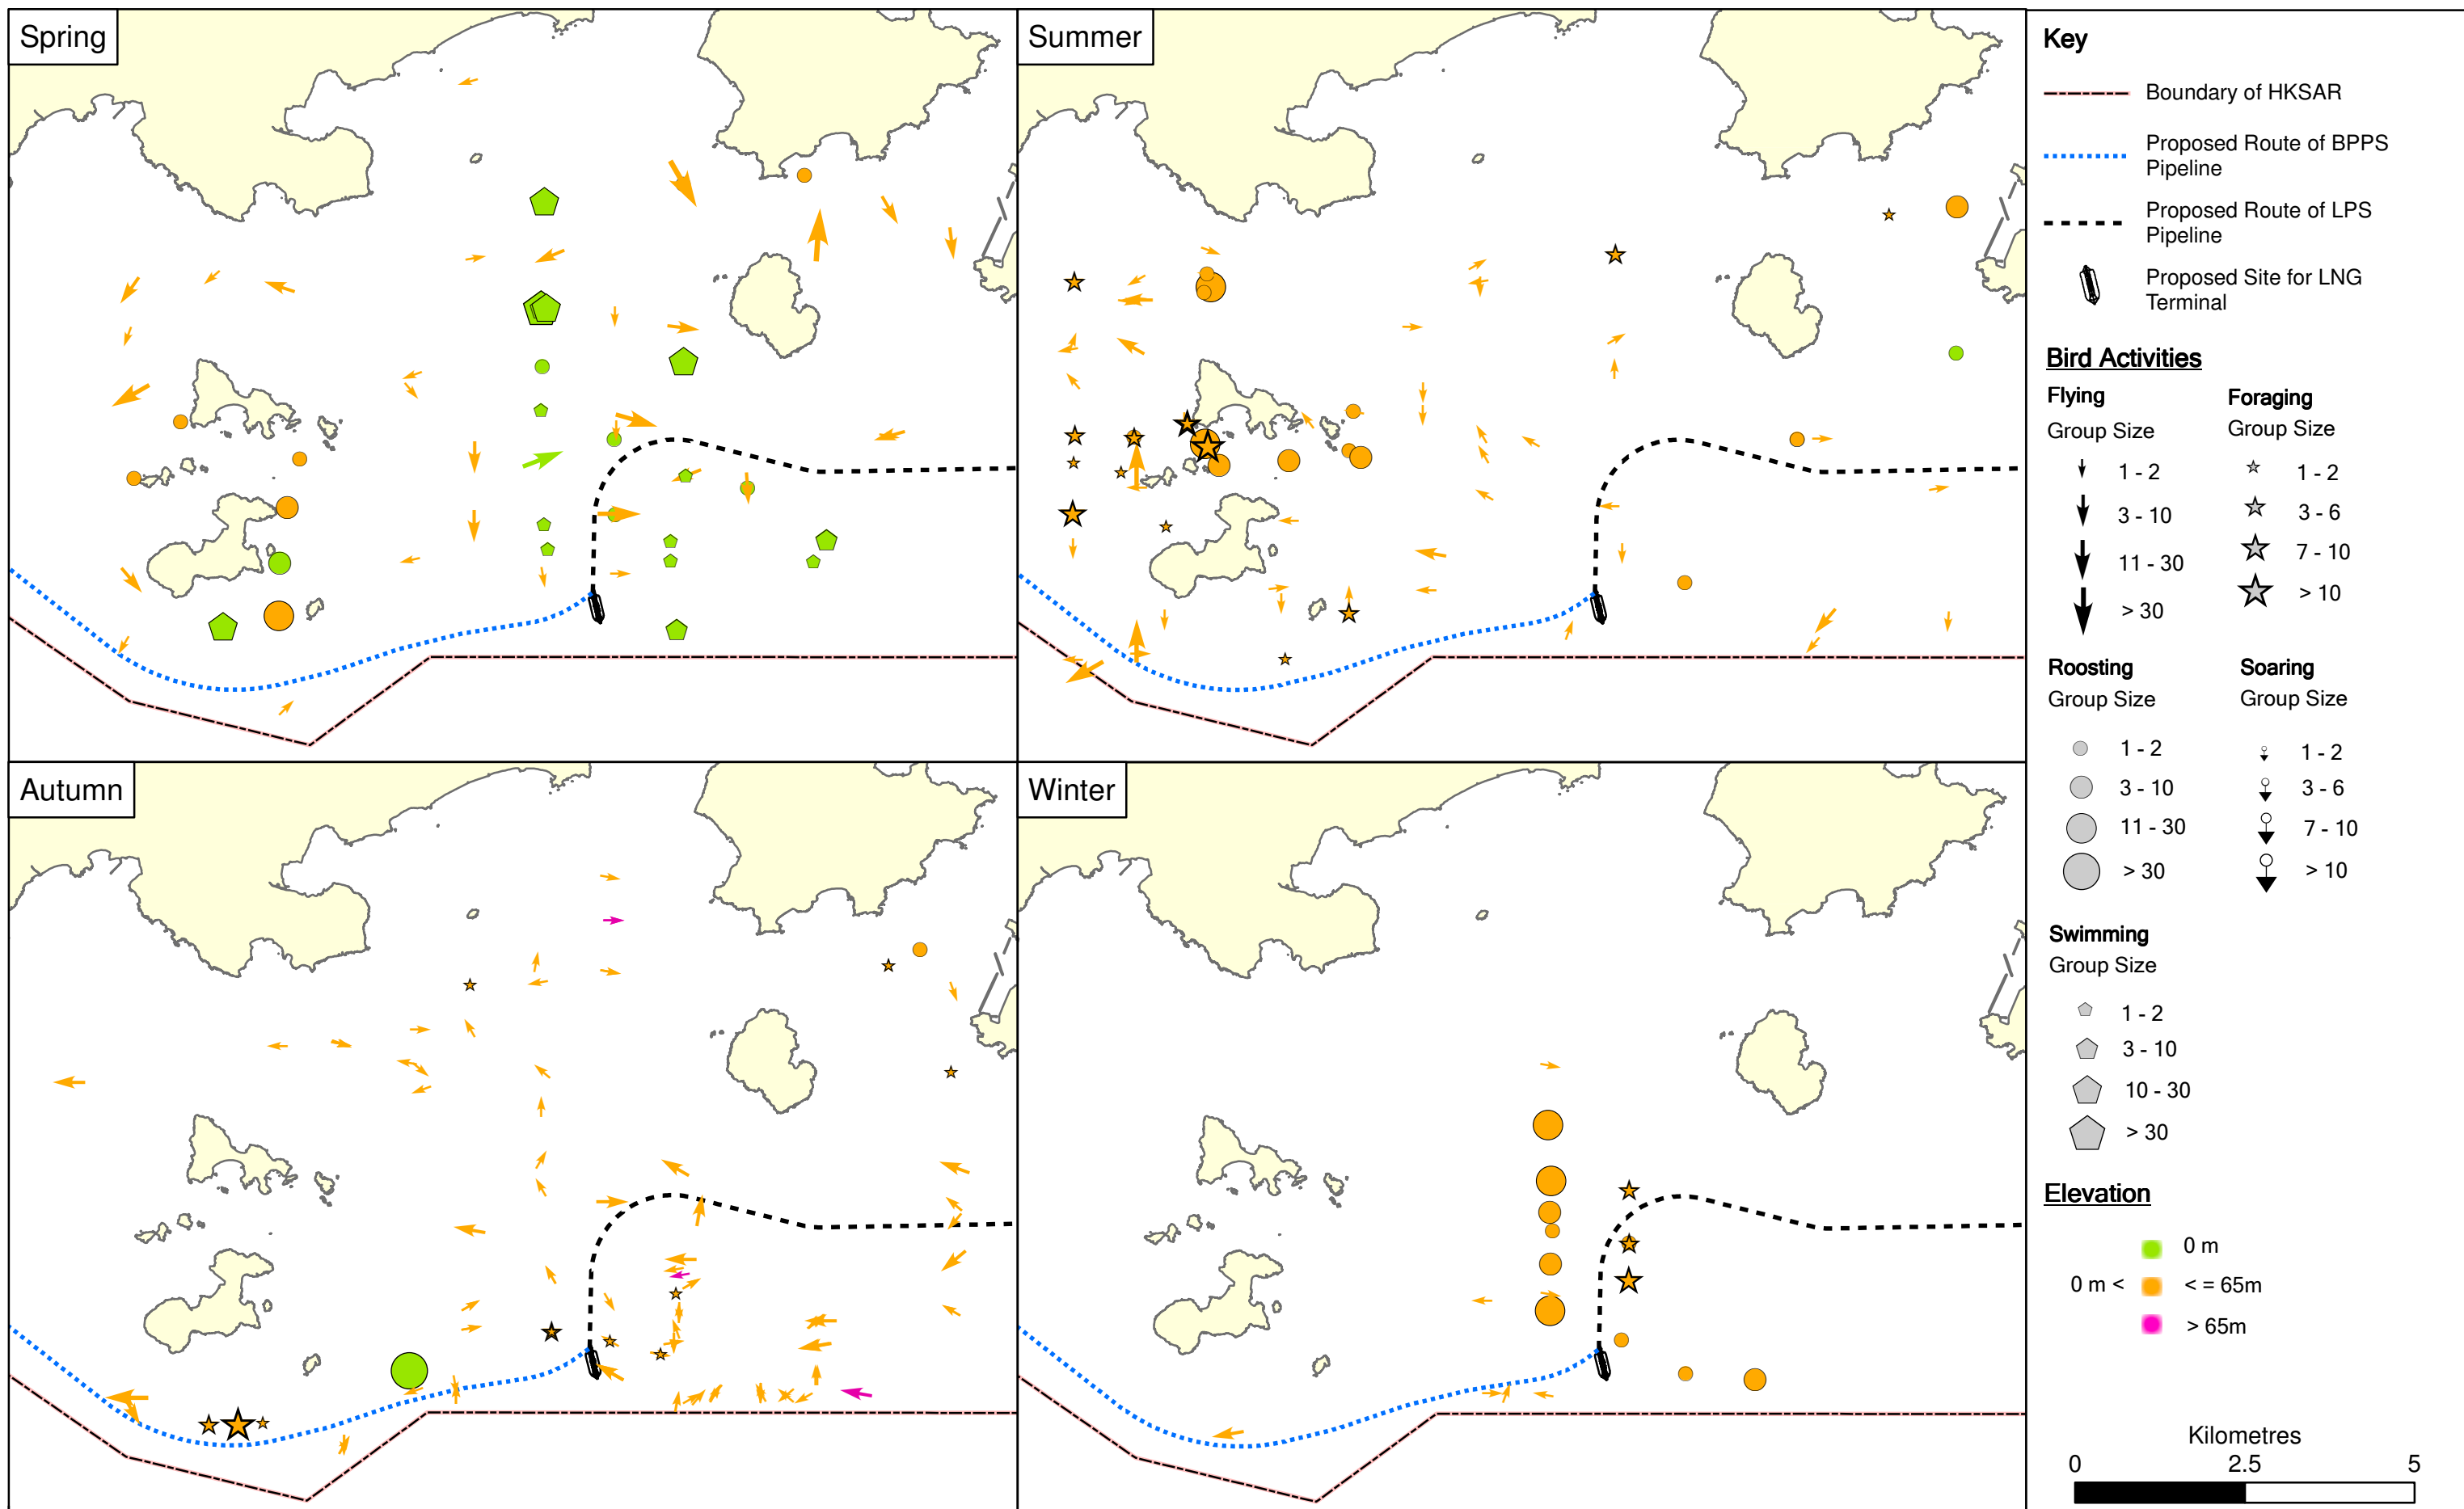 Spring
Summer
Autumn
Winter
Key
Boundary of HKSAR
Proposed Route of BPPS
Pipeline
Proposed Route of LPS
Pipeline
Proposed Site for LNG
Terminal
Bird Activities
Flying
Group Size
1 - 2
3 - 10
11 - 30
> 30
Foraging
Group Size
1 - 2
3 - 6
7 - 10
> 10
Roosting
Group Size
1 - 2
3 - 10
11 - 30
> 30
Soaring
Group Size
1 - 2
3 - 6
7 - 10
> 10
Swimming
Group Size
1 - 2
3 - 10
10 - 30
> 30
Elevation
0 m
0 m < < = 65m
> 65m
Kilometres
0 2.5 5